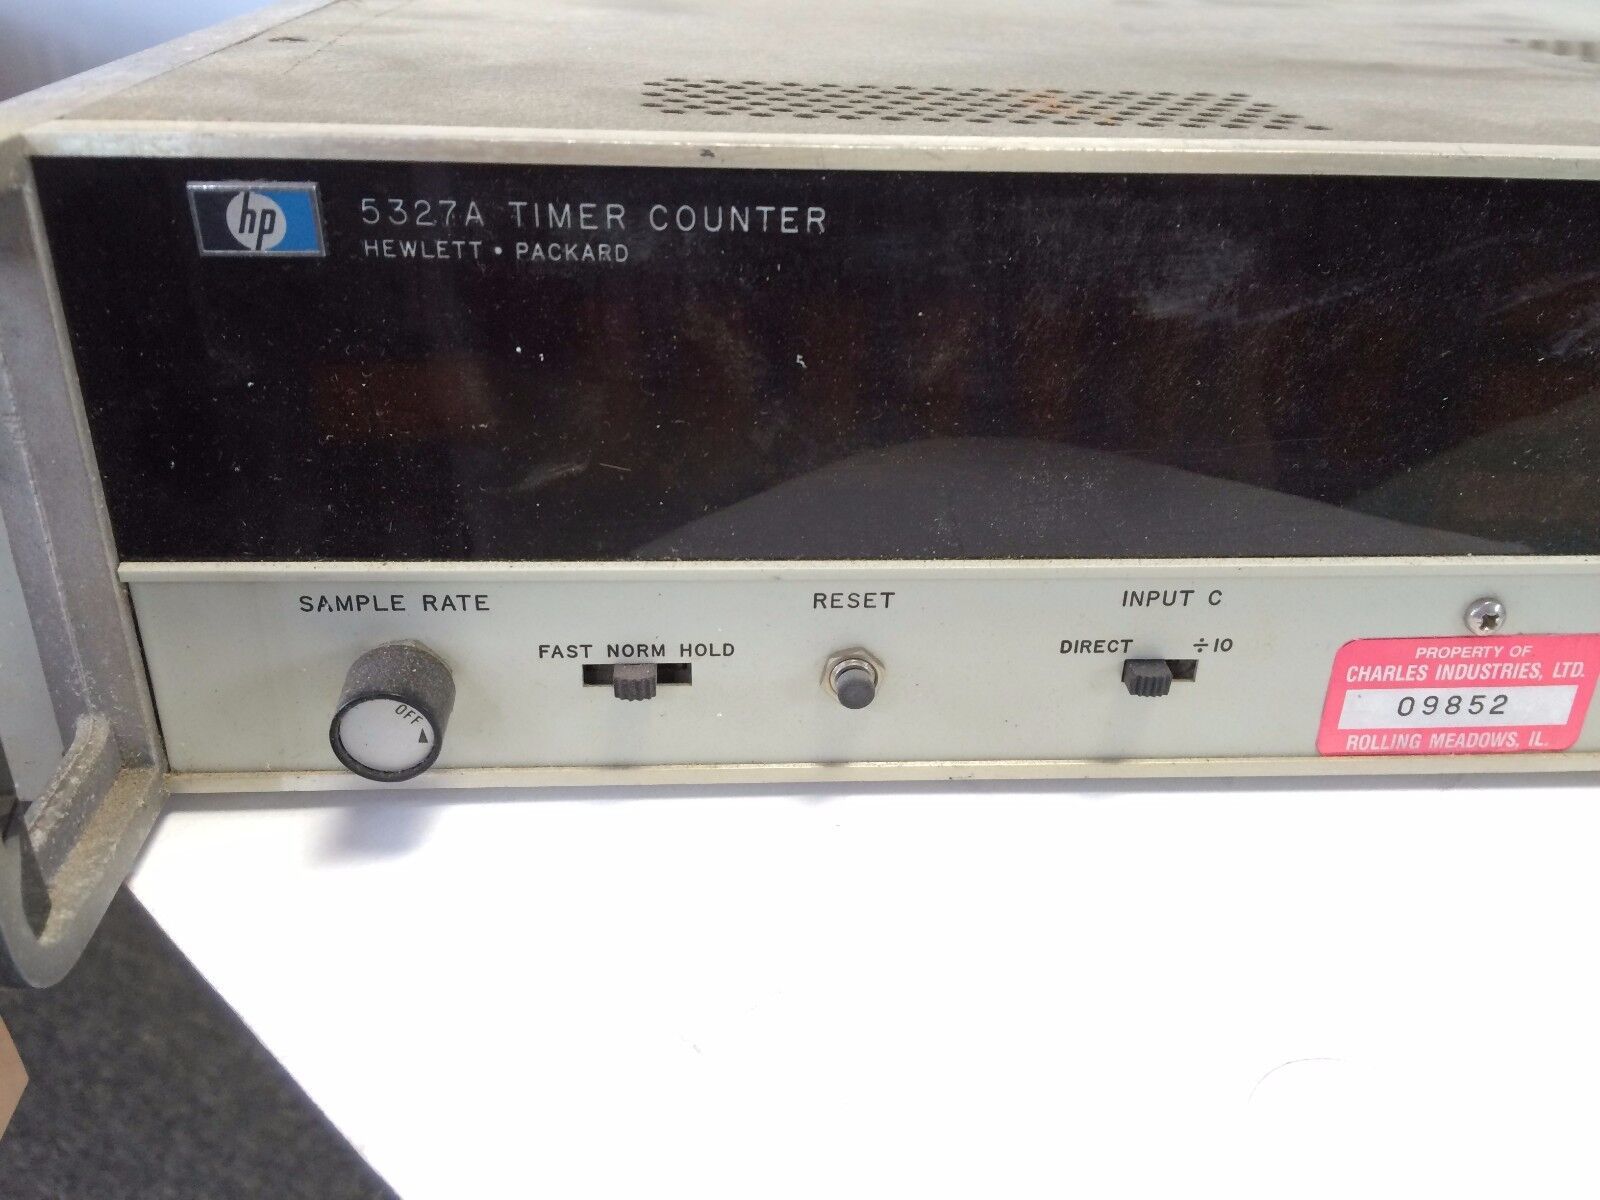 hp
5327A TIMER COUNTER
HEWLETT • PACKARD
SAMPLE RATE
OFF
FAST NORM HOLD
RESET
INPUT C
DIRECT ÷10
PROPERTY OF
CHARLES INDUSTRIES, LTD.
09852
ROLLING MEADOWS, IL.